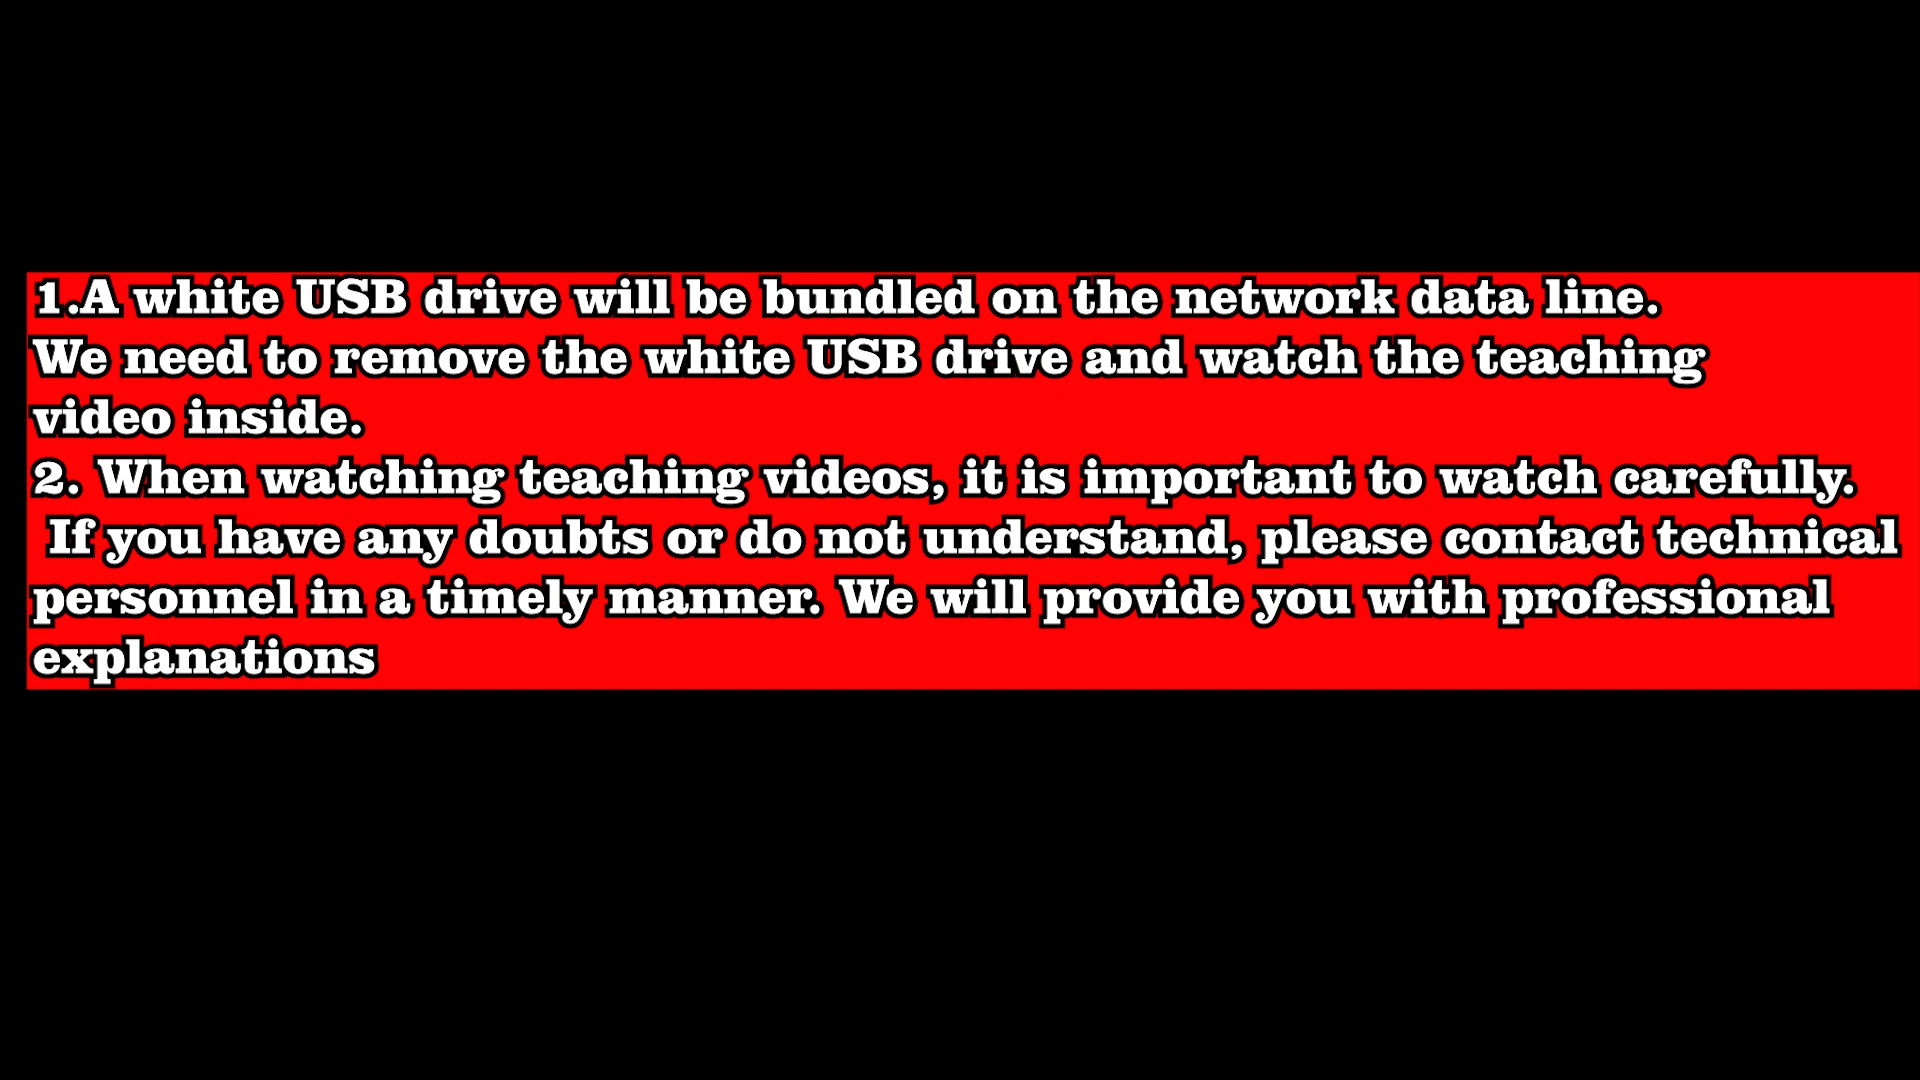 1.A white USB drive will be bundled on the network data line.
We need to remove the white USB drive and watch the teaching
video inside.
2. When watching teaching videos, it is important to watch carefully.
If you have any doubts or do not understand, please contact technical
personnel in a timely manner. We will provide you with professional
explanations